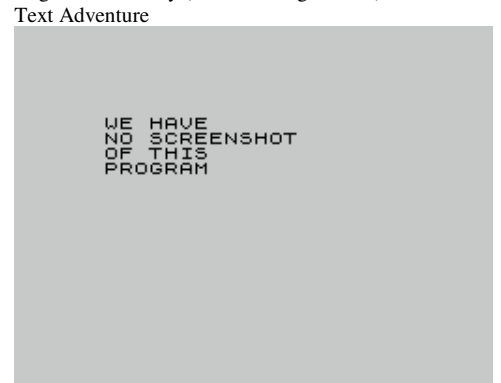 Text Adventure
WE HAVE
NO SCREENSHOT
OF THIS
PROGRAM